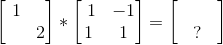 [ 1   ] * [ 1 −1 ] = [   ]
[   2 ]   [ 1  1 ]   [ ? ]